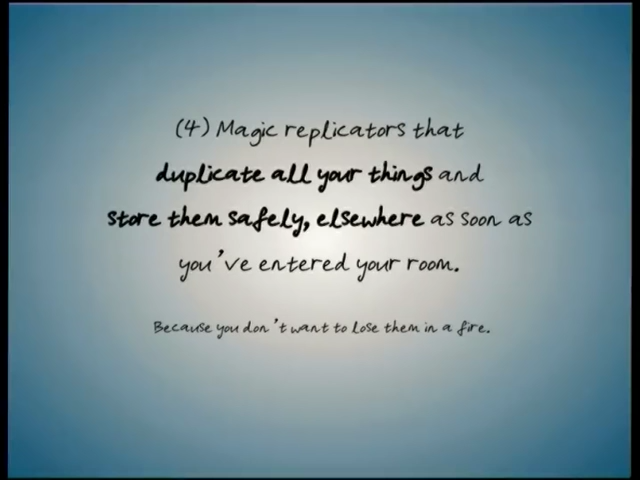 (4) Magic replicators that
duplicate all your things and
store them safely, elsewhere as soon as
you've entered your room.
Because you don't want to lose them in a fire.